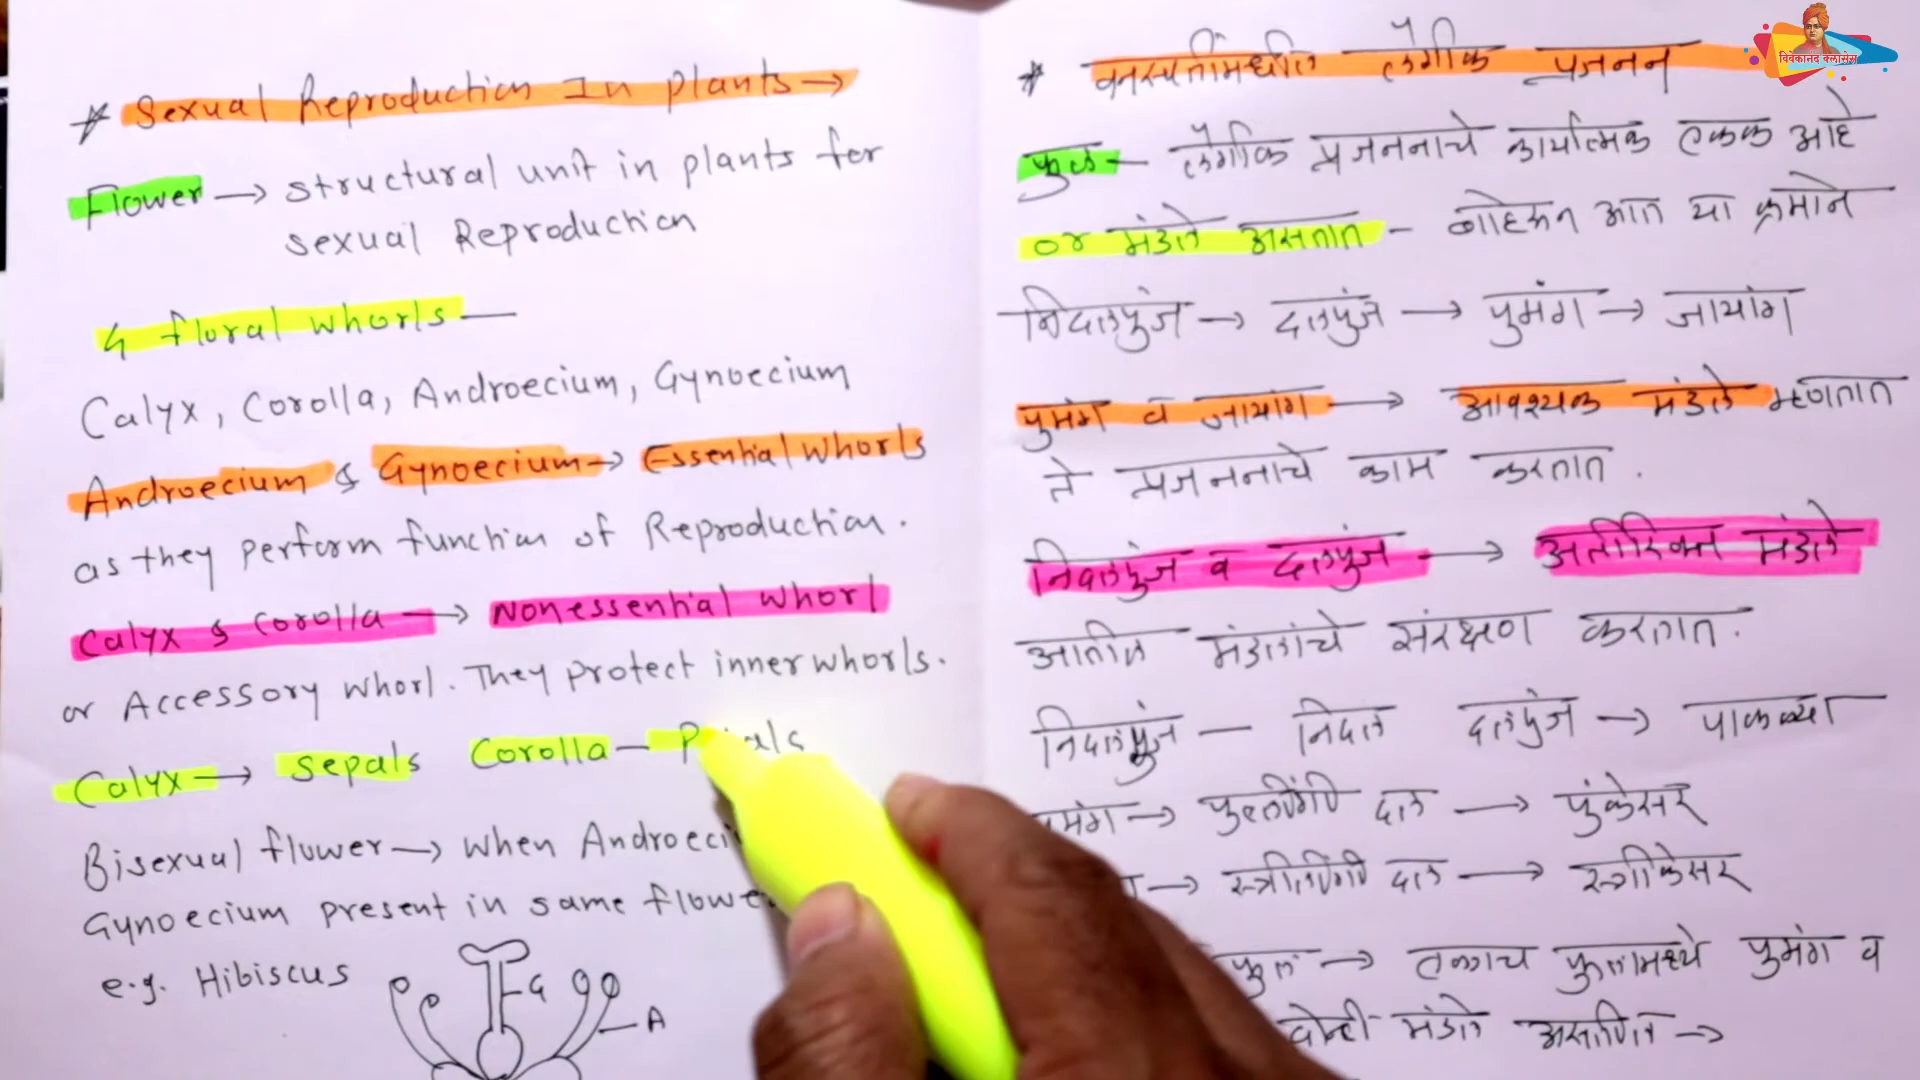 * Sexual Reproduction In plants →
Flower → structural unit in plants for
sexual Reproduction
4 floral whorls —
Calyx, Corolla, Androecium, Gynoecium
Androecium & Gynoecium → Essential whorls
as they perform function of Reproduction.
Calyx & Corolla → Nonessential whorl
or Accessory whorl. They protect inner whorls.
Calyx → sepals Corolla —
Bisexual flower → when
Gynoecium present in same
e.g. Hibiscus
G
A
* वनस्पतींमधील लैंगीक प्रजनन
फुल — लैंगीक प्रजननाचे कार्यात्मक एकक आहे
or मंडले असतात - बाहेरून आत या क्रमाने
निदलपुंज → दलपुंज → पुमंग → जायांग
पुमंग व जायांग → आवश्यक मंडले म्हणतात
ते प्रजननाचे काम करतात.
निदलपुंज व दलपुंज → अतीरिक्त मंडले
आतील मंडलांचे संरक्षण करतात.
निदलपुंज — निदल दलपुंज → पाकळ्या
→ पुल्लींगी दल → पुंकेसर
→ स्त्रीलींगी दल → स्त्रीकेसर
फुल → एकाच फुलामध्ये पुमंग व
दोन्ही मंडले असतील →
विवेकानंद क्लासेस